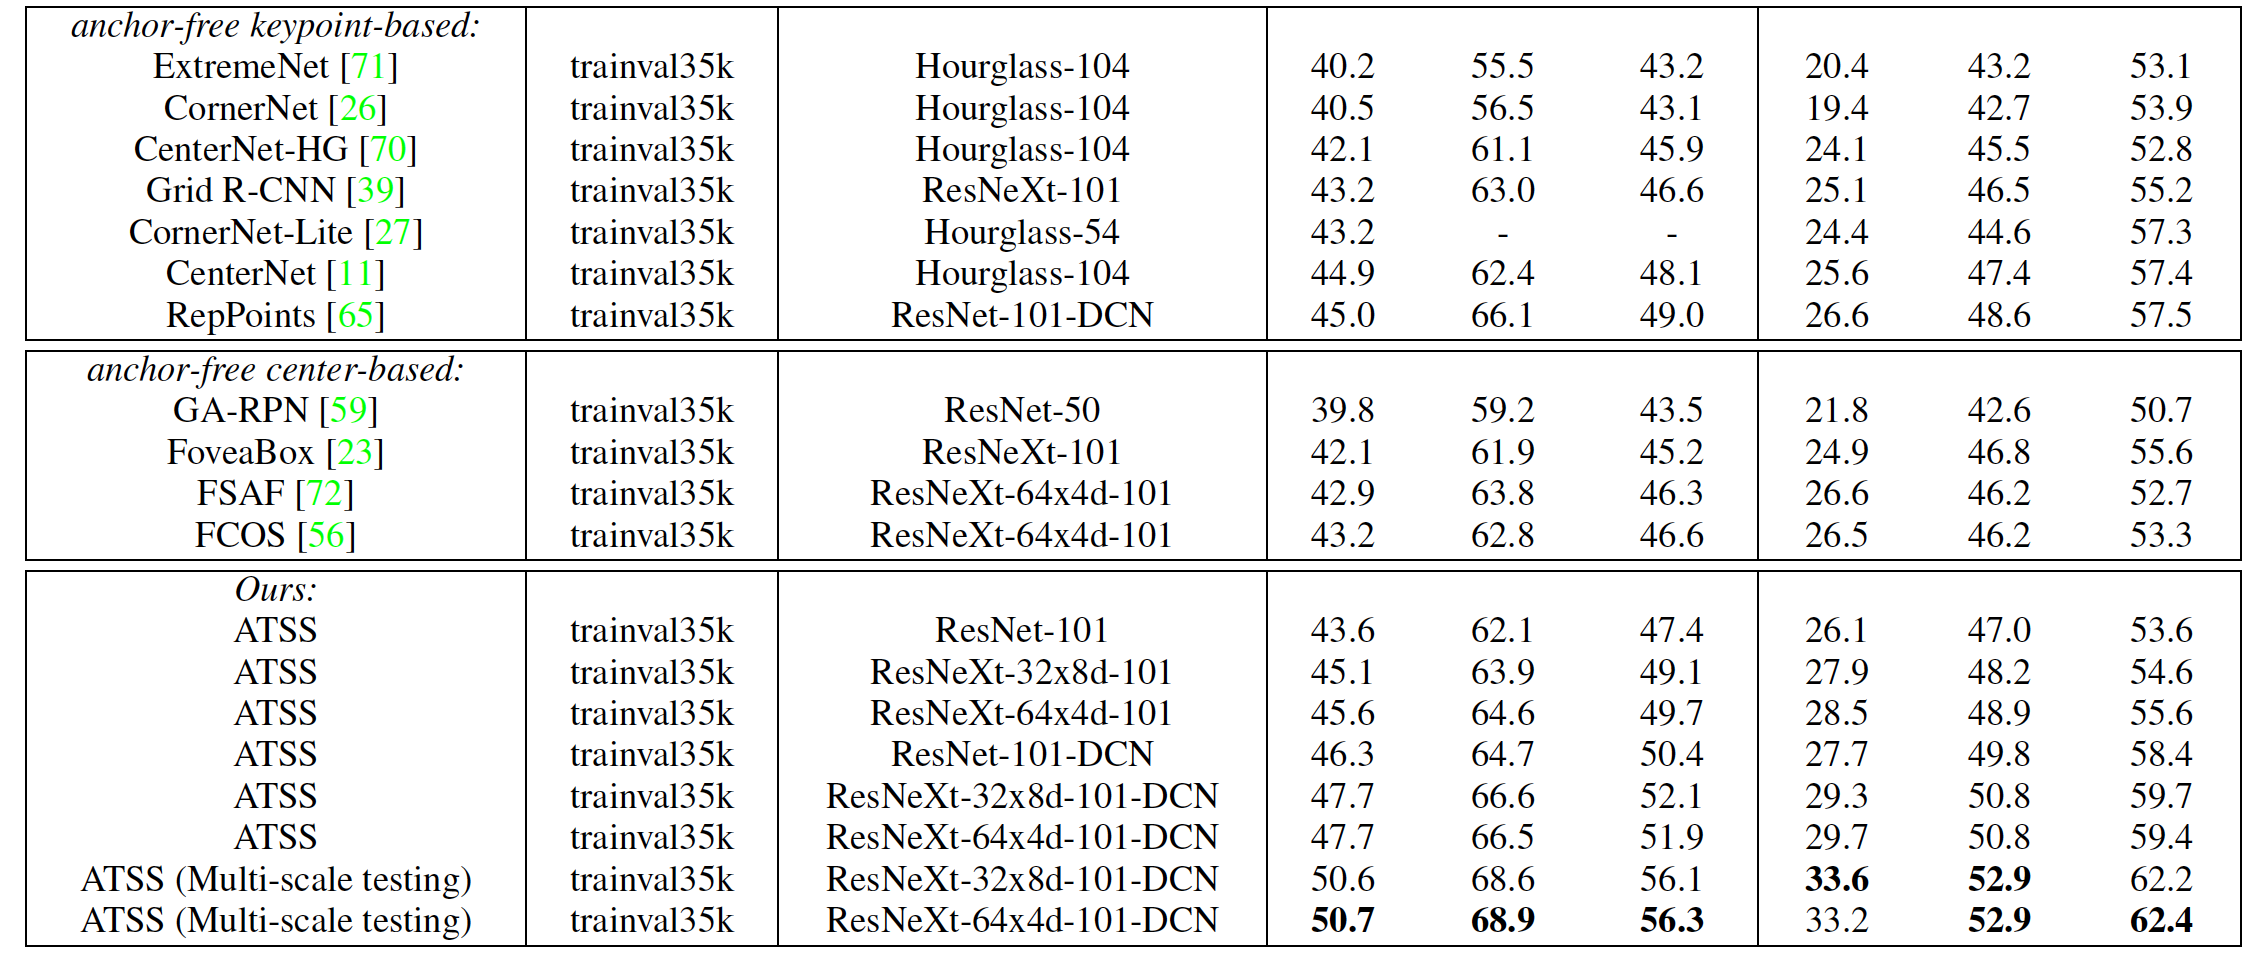 anchor-free keypoint-based:
ExtremeNet [71] trainval35k Hourglass-104 40.2 55.5 43.2 20.4 43.2 53.1
CornerNet [26] trainval35k Hourglass-104 40.5 56.5 43.1 19.4 42.7 53.9
CenterNet-HG [70] trainval35k Hourglass-104 42.1 61.1 45.9 24.1 45.5 52.8
Grid R-CNN [39] trainval35k ResNeXt-101 43.2 63.0 46.6 25.1 46.5 55.2
CornerNet-Lite [27] trainval35k Hourglass-54 43.2 - - 24.4 44.6 57.3
CenterNet [11] trainval35k Hourglass-104 44.9 62.4 48.1 25.6 47.4 57.4
RepPoints [65] trainval35k ResNet-101-DCN 45.0 66.1 49.0 26.6 48.6 57.5
anchor-free center-based:
GA-RPN [59] trainval35k ResNet-50 39.8 59.2 43.5 21.8 42.6 50.7
FoveaBox [23] trainval35k ResNeXt-101 42.1 61.9 45.2 24.9 46.8 55.6
FSAF [72] trainval35k ResNeXt-64x4d-101 42.9 63.8 46.3 26.6 46.2 52.7
FCOS [56] trainval35k ResNeXt-64x4d-101 43.2 62.8 46.6 26.5 46.2 53.3
Ours:
ATSS trainval35k ResNet-101 43.6 62.1 47.4 26.1 47.0 53.6
ATSS trainval35k ResNeXt-32x8d-101 45.1 63.9 49.1 27.9 48.2 54.6
ATSS trainval35k ResNeXt-64x4d-101 45.6 64.6 49.7 28.5 48.9 55.6
ATSS trainval35k ResNet-101-DCN 46.3 64.7 50.4 27.7 49.8 58.4
ATSS trainval35k ResNeXt-32x8d-101-DCN 47.7 66.6 52.1 29.3 50.8 59.7
ATSS trainval35k ResNeXt-64x4d-101-DCN 47.7 66.5 51.9 29.7 50.8 59.4
ATSS (Multi-scale testing) trainval35k ResNeXt-32x8d-101-DCN 50.6 68.6 56.1 33.6 52.9 62.2
ATSS (Multi-scale testing) trainval35k ResNeXt-64x4d-101-DCN 50.7 68.9 56.3 33.2 52.9 62.4